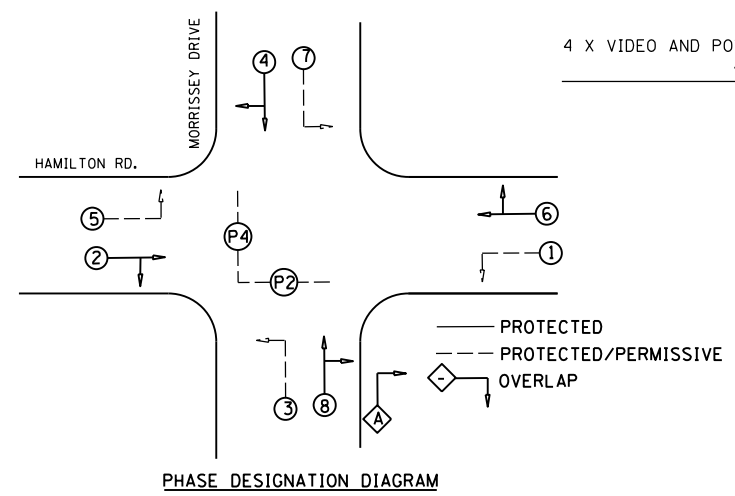 MORRISSEY DRIVE
4
7
4 X VIDEO AND PO
HAMILTON RD.
5
6
P4
2
1
P2
PROTECTED
PROTECTED/PERMISSIVE
- OVERLAP
3
8
A
PHASE DESIGNATION DIAGRAM